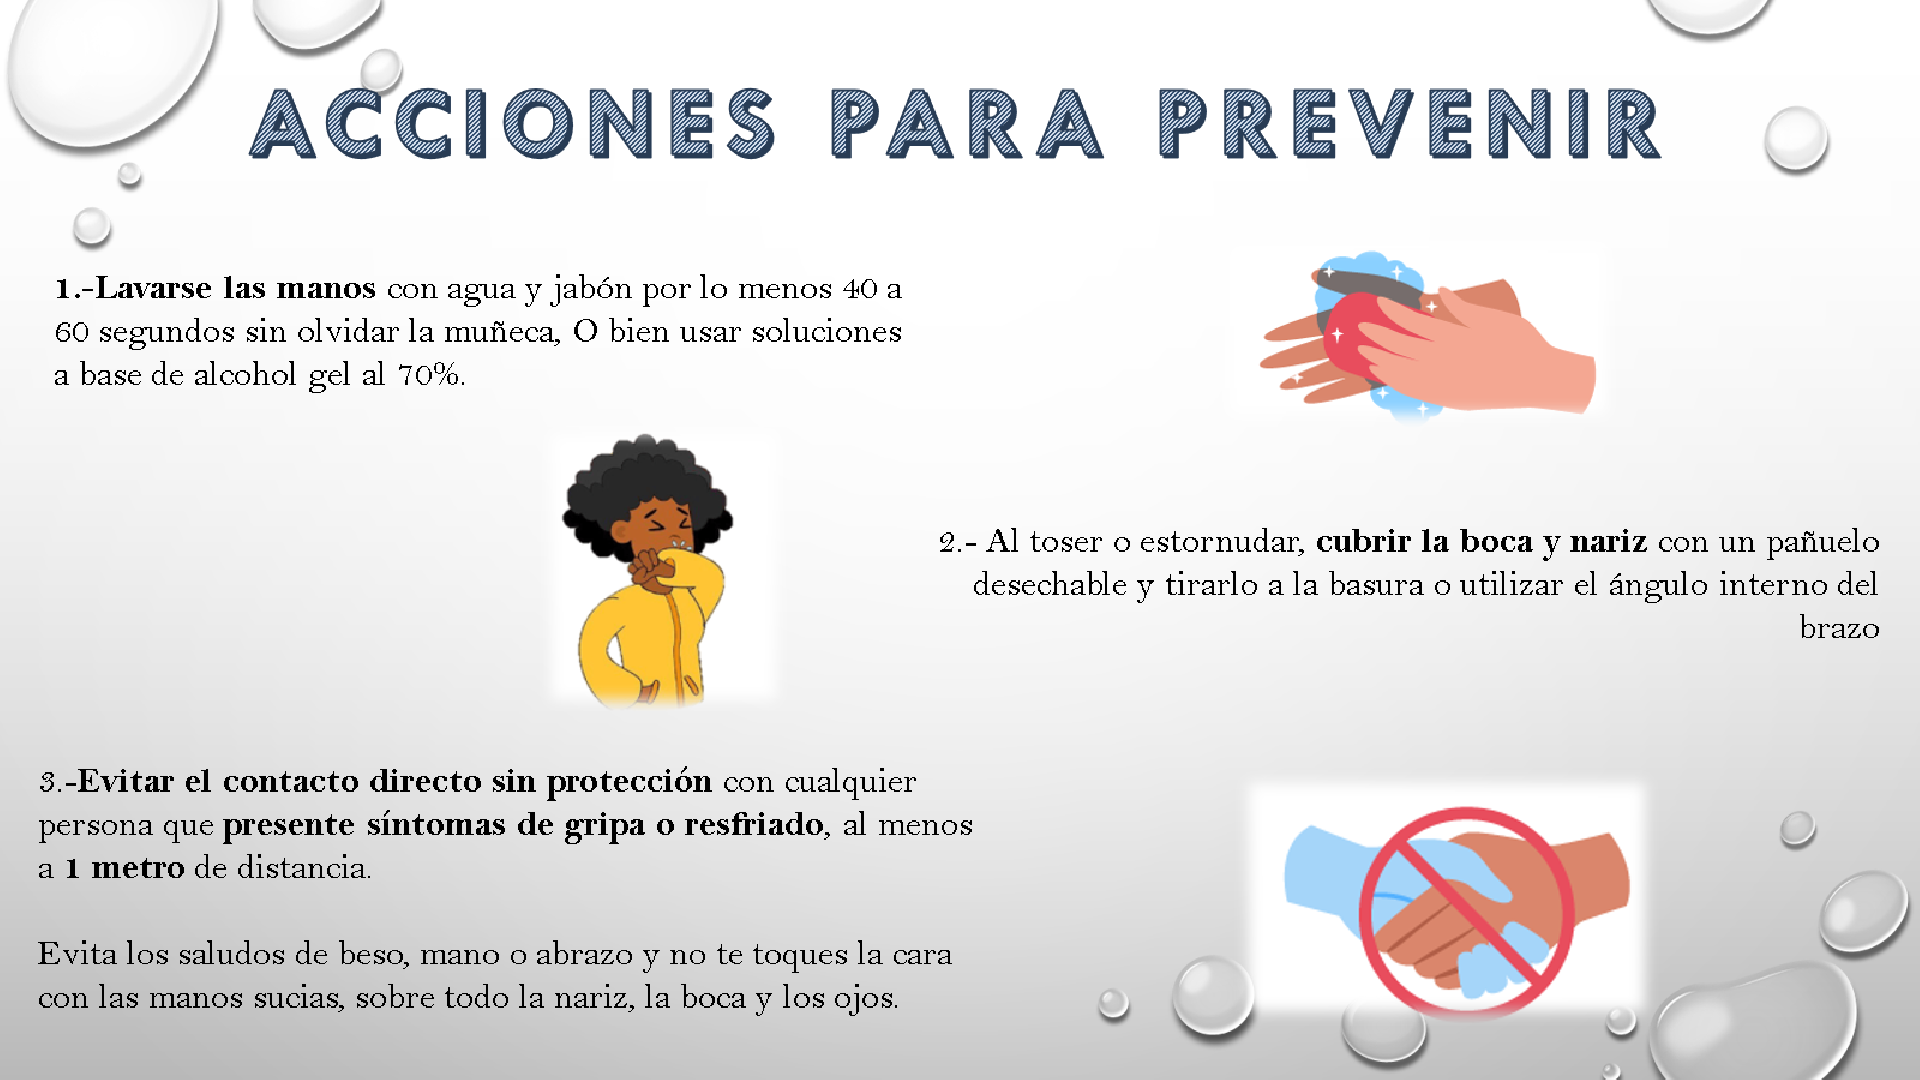 ACCIONES PARA PREVENIR
1.-Lavarse las manos con agua y jabón por lo menos 40 a
60 segundos sin olvidar la muñeca, O bien usar soluciones
a base de alcohol gel al 70%.
2.- Al toser o estornudar, cubrir la boca y nariz con un pañuelo
desechable y tirarlo a la basura o utilizar el ángulo interno del
brazo
3.-Evitar el contacto directo sin protección con cualquier
persona que presente síntomas de gripa o resfriado, al menos
a 1 metro de distancia.
Evita los saludos de beso, mano o abrazo y no te toques la cara
con las manos sucias, sobre todo la nariz, la boca y los ojos.